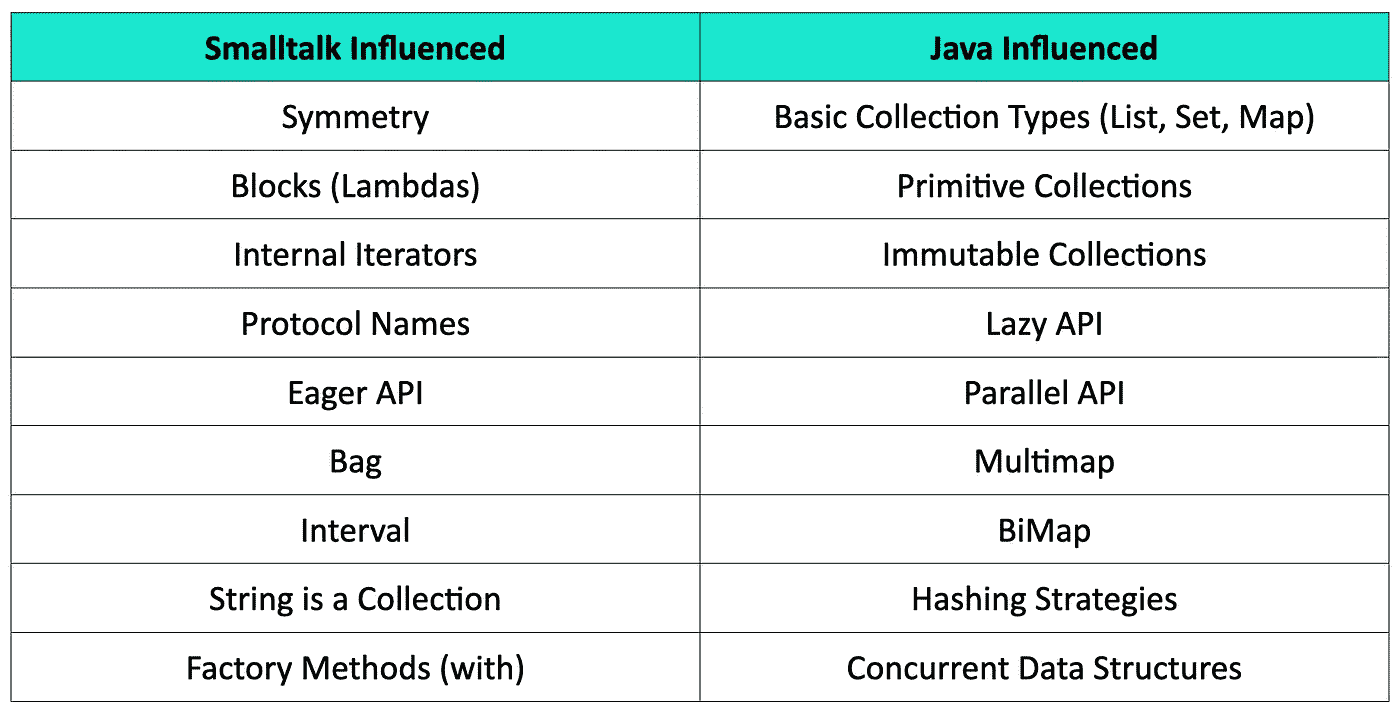 Smalltalk Influenced Java Influenced
Symmetry Basic Collection Types (List, Set, Map)
Blocks (Lambdas) Primitive Collections
Internal Iterators Immutable Collections
Protocol Names Lazy API
Eager API Parallel API
Bag Multimap
Interval BiMap
String is a Collection Hashing Strategies
Factory Methods (with) Concurrent Data Structures